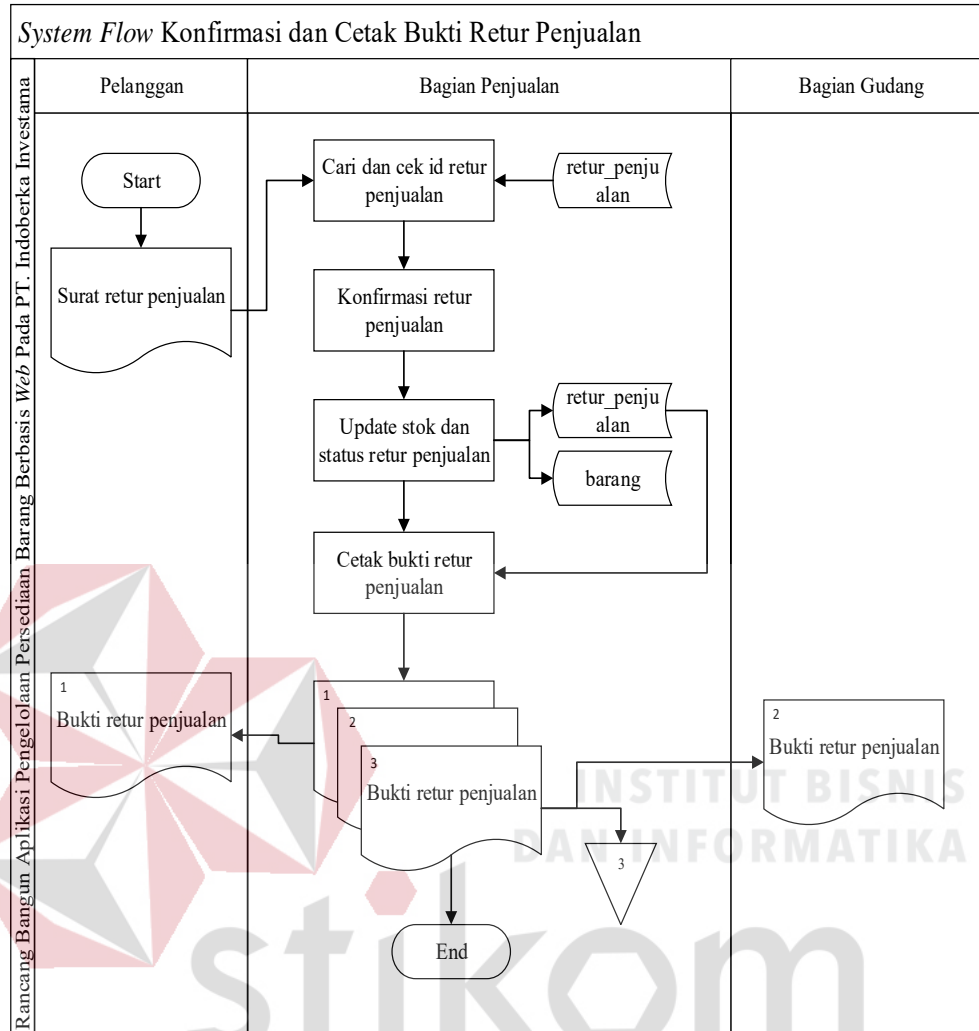 System Flow Konfirmasi dan Cetak Bukti Retur Penjualan
Rancang Bangun Aplikasi Pengelolaan Persediaan Barang Berbasis Web Pada PT. Indoberka Investama
Pelanggan
Bagian Penjualan
Bagian Gudang
Start
Surat retur penjualan
Cari dan cek id retur
penjualan
retur_penju
alan
Konfirmasi retur
penjualan
Update stok dan
status retur penjualan
retur_penju
alan
barang
Cetak bukti retur
penjualan
1
Bukti retur penjualan
1
2
3
Bukti retur penjualan
2
Bukti retur penjualan
3
End
INSTITUT BISNIS
DAN INFORMATIKA
stikom